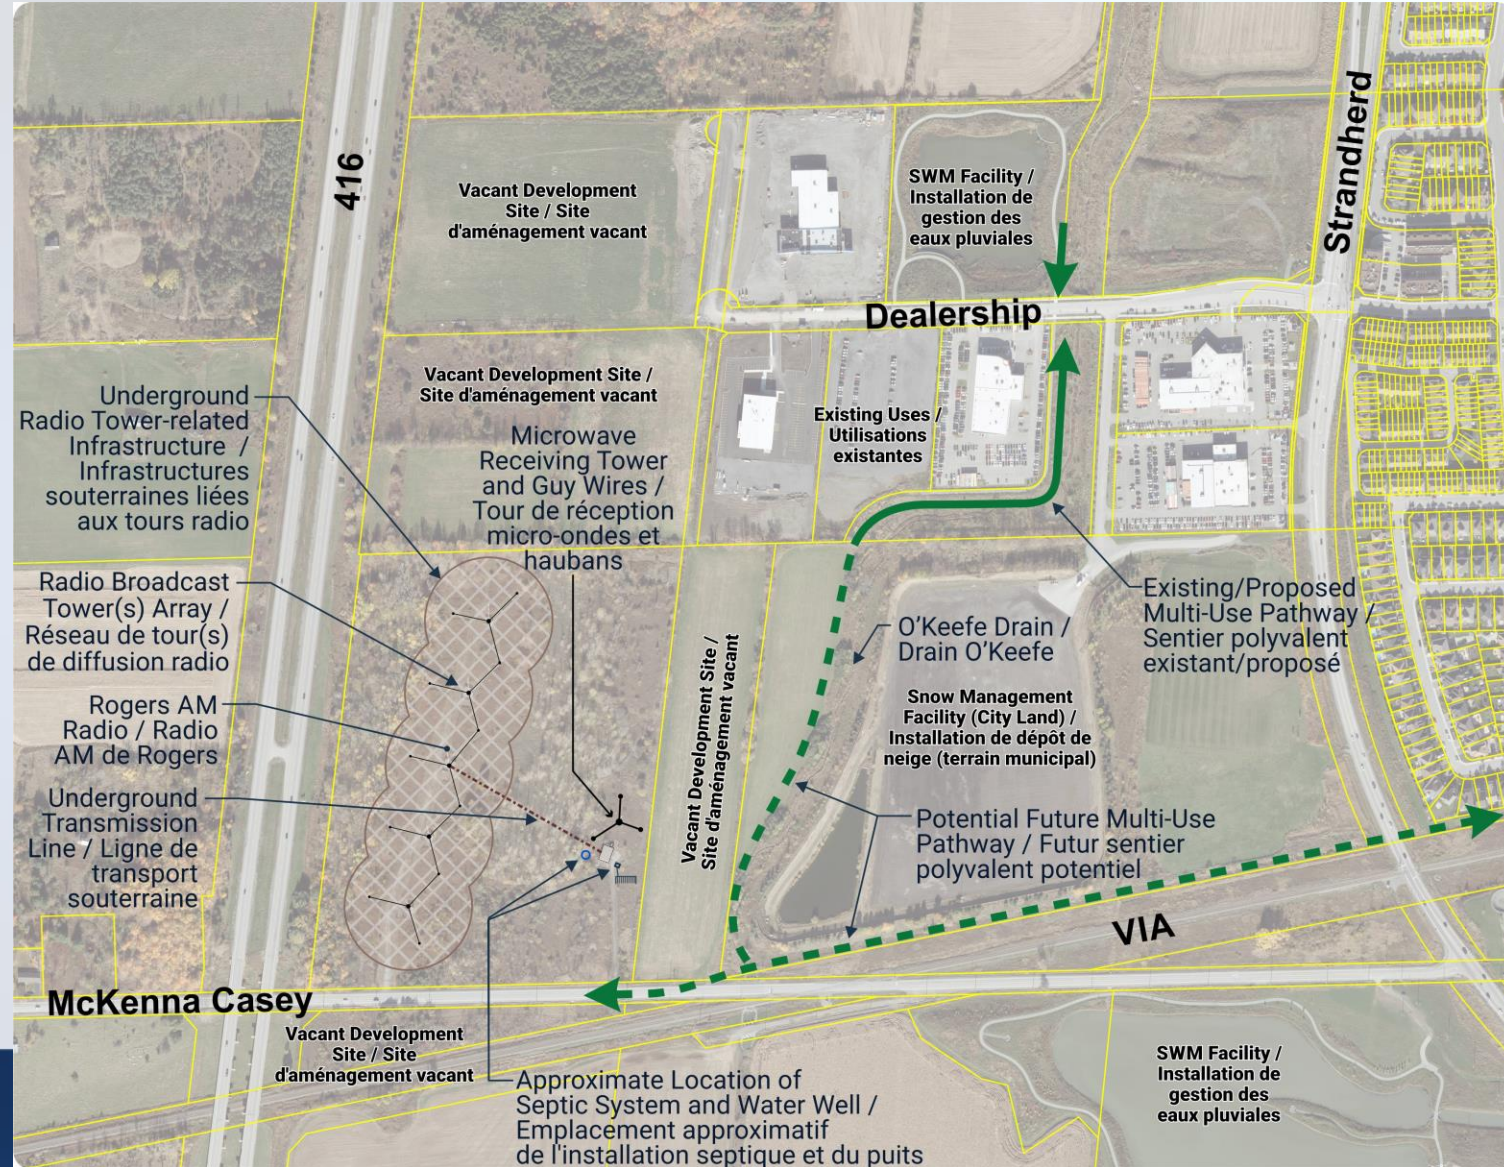 416
Strandherd
Vacant Development
Site / Site
d'aménagement vacant
SWM Facility /
Installation de
gestion des
eaux pluviales
Dealership
Vacant Development Site /
Site d'aménagement vacant
Existing Uses /
Utilisations
existantes
Underground
Radio Tower-related
Infrastructure /
Infrastructures
souterraines liées
aux tours radio
Microwave
Receiving Tower
and Guy Wires /
Tour de réception
micro-ondes et
haubans
Radio Broadcast
Tower(s) Array /
Réseau de tour(s)
de diffusion radio
Rogers AM
Radio / Radio
AM de Rogers
Underground
Transmission
Line / Ligne de
transport
souterraine
Vacant Development Site /
Site d'aménagement vacant
O'Keefe Drain /
Drain O'Keefe
Existing/Proposed
Multi-Use Pathway /
Sentier polyvalent
existant/proposé
Snow Management
Facility (City Land) /
Installation de dépôt de
neige (terrain municipal)
Potential Future Multi-Use
Pathway / Futur sentier
polyvalent potentiel
VIA
McKenna Casey
Vacant Development
Site / Site
d'aménagement vacant
Approximate Location of
Septic System and Water Well /
Emplacement approximatif
de l'installation septique et du puits
SWM Facility /
Installation de
gestion des
eaux pluviales